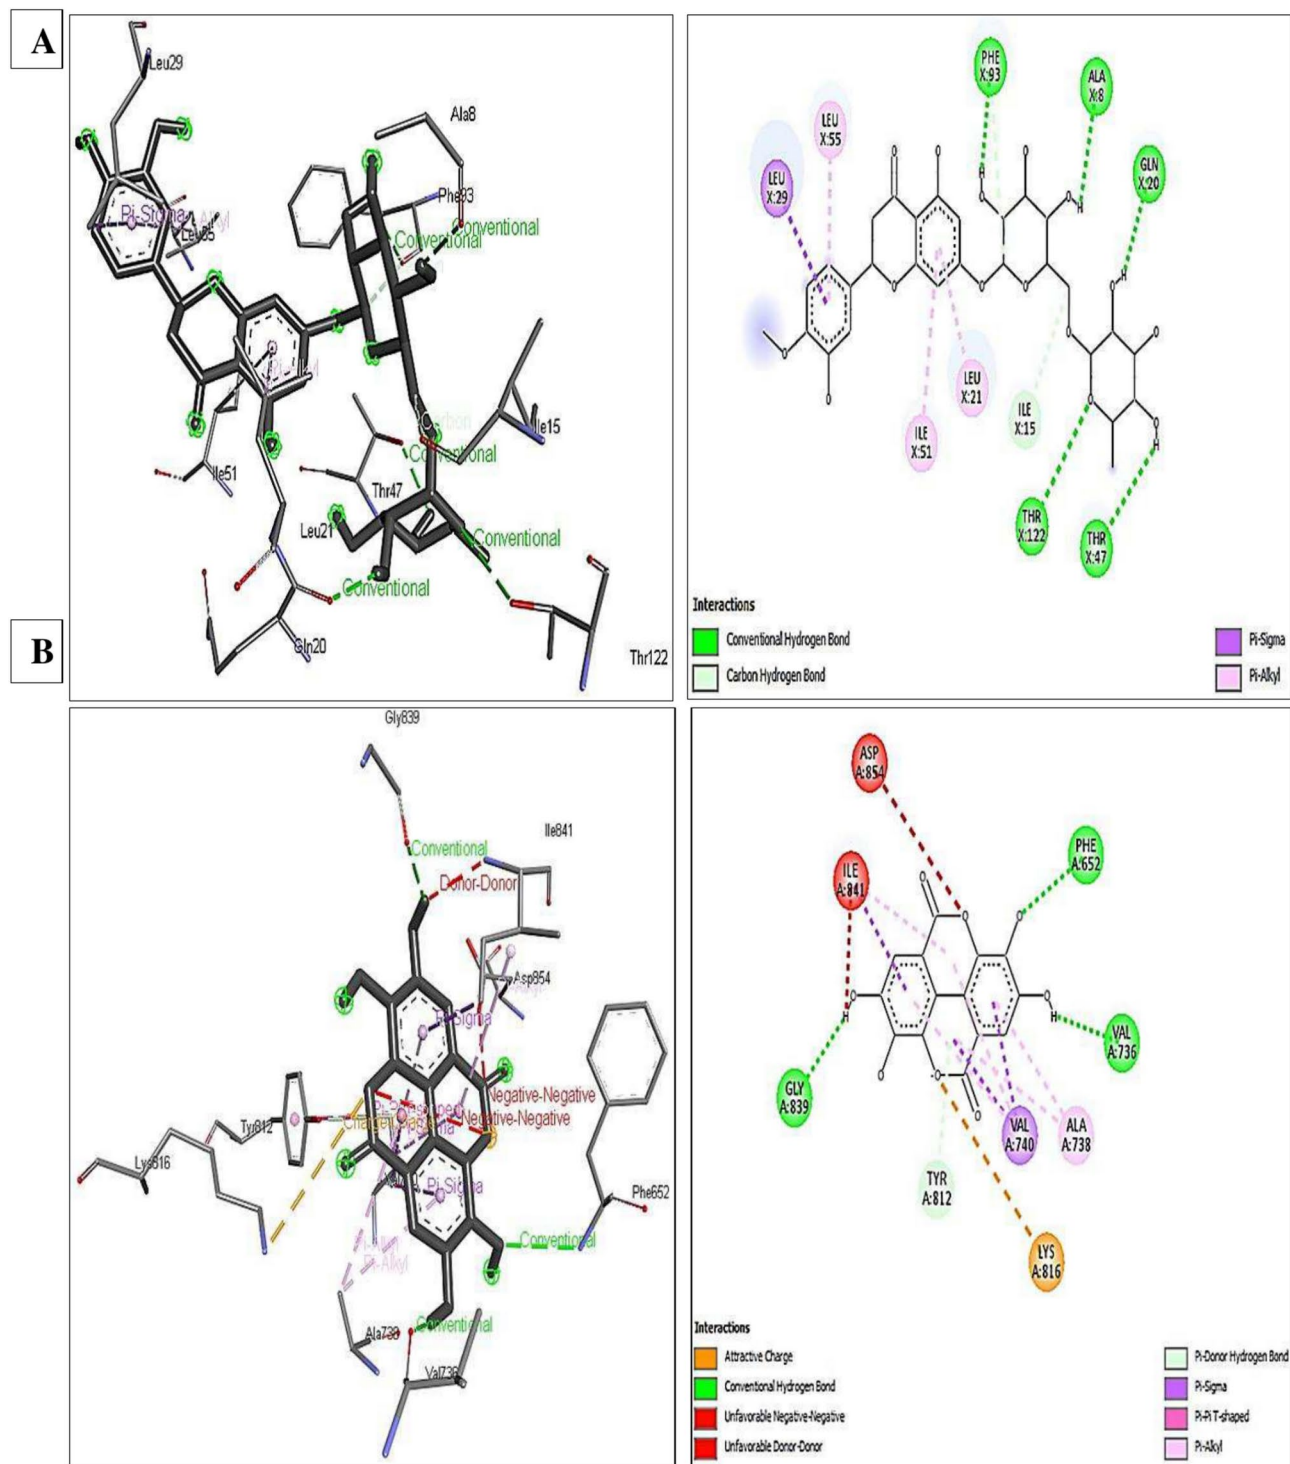 A
Leu29
Ala8
Phe93
Conventional
Conventional
Pi-Sigma
Alkyl
Pi-Alkyl
Carbon
Ile15
Conventional
Ile51
Thr47
Leu21
Conventional
Conventional
Gln20
Thr122
PHE
X:93
ALA
X:8
LEU
X:55
GLN
X:20
LEU
X:29
LEU
X:21
ILE
X:15
ILE
X:51
THR
X:122
THR
X:47
O
O
O
H
O
H
O
H
O
O
O
O
O
O
O
O
O
H
Interactions
Conventional Hydrogen Bond
Carbon Hydrogen Bond
Pi-Sigma
Pi-Alkyl
B
Gly839
Ile841
Conventional
Donor-Donor
Asp854
Pi-Sigma
Negative-Negative
Negative-Negative
Tyr812
Lys816
Pi-Sigma
Phe652
Conventional
Pi-Alkyl
Ala738
Conventional
Val736
ASP
A:854
PHE
A:652
ILE
A:841
VAL
A:736
GLY
A:839
VAL
A:740
ALA
A:738
TYR
A:812
LYS
A:816
O
O
O
O
H
O
H
O
O
O
Interactions
Attractive Charge
Conventional Hydrogen Bond
Unfavorable Negative-Negative
Unfavorable Donor-Donor
Pi-Donor Hydrogen Bond
Pi-Sigma
Pi-Pi T-shaped
Pi-Alkyl